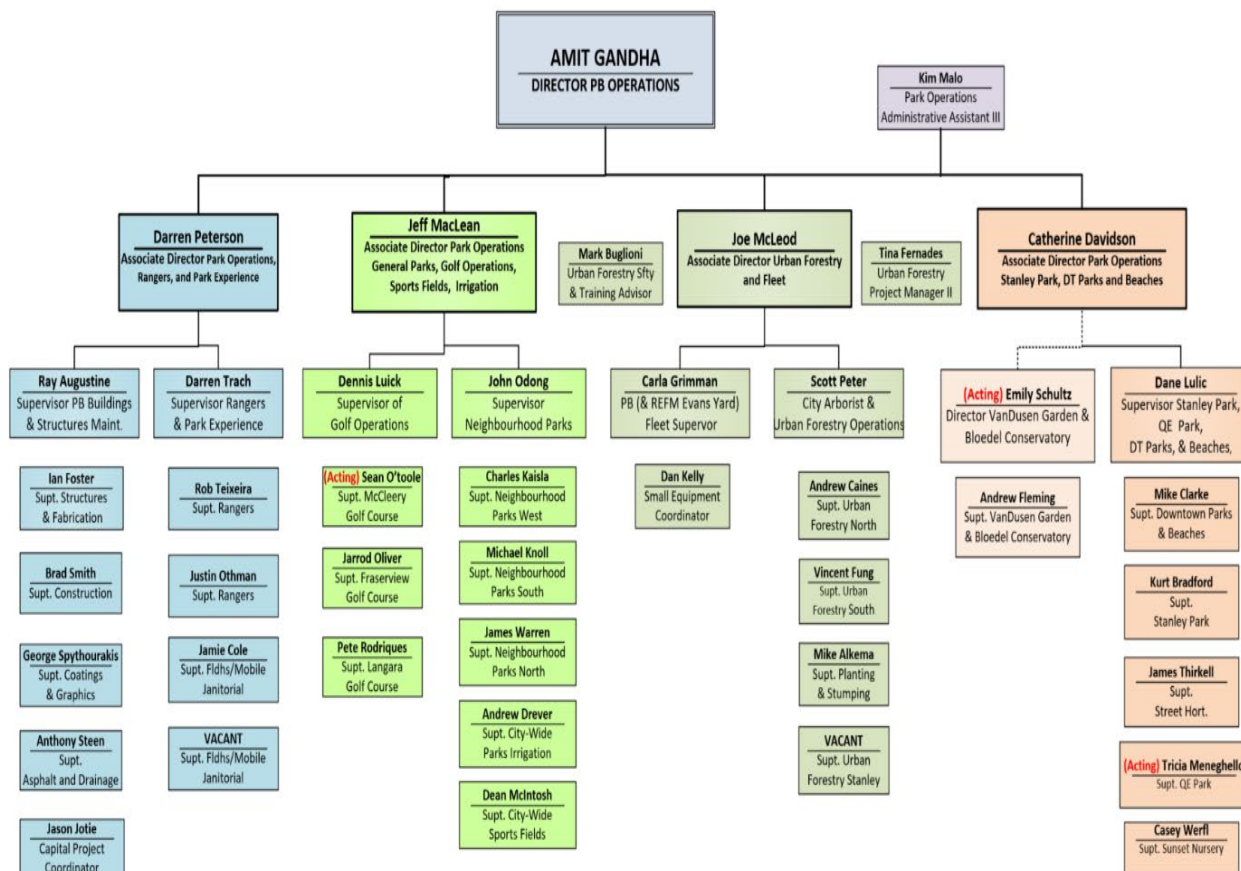 AMIT GANDHA
DIRECTOR PB OPERATIONS
Kim Malo
Park Operations
Administrative Assistant III
Darren Peterson
Associate Director Park Operations,
Rangers, and Park Experience
Jeff MacLean
Associate Director Park Operations
General Parks, Golf Operations,
Sports Fields, Irrigation
Mark Buglioni
Urban Forestry Sfty
& Training Advisor
Joe McLeod
Associate Director Urban Forestry
and Fleet
Tina Fernades
Urban Forestry
Project Manager II
Catherine Davidson
Associate Director Park Operations
Stanley Park, DT Parks and Beaches
Ray Augustine
Supervisor PB Buildings
& Structures Maint.
Ian Foster
Supt. Structures
& Fabrication
Brad Smith
Supt. Construction
George Spythourakis
Supt. Coatings
& Graphics
Anthony Steen
Supt.
Asphalt and Drainage
Jason Jotie
Capital Project
Coordinator
Darren Trach
Supervisor Rangers
& Park Experience
Rob Teixeira
Supt. Rangers
Justin Othman
Supt. Rangers
Jamie Cole
Supt. Fldhs/Mobile
Janitorial
VACANT
Supt. Fldhs/Mobile
Janitorial
Dennis Luick
Supervisor of
Golf Operations
(Acting) Sean O'toole
Supt. McCleery
Golf Course
Jarrod Oliver
Supt. Fraserview
Golf Course
Pete Rodriques
Supt. Langara
Golf Course
John Odong
Supervisor
Neighbourhood Parks
Charles Kaisla
Supt. Neighbourhood
Parks West
Michael Knoll
Supt. Neighbourhood
Parks South
James Warren
Supt. Neighbourhood
Parks North
Andrew Drever
Supt. City-Wide
Parks Irrigation
Dean McIntosh
Supt. City-Wide
Sports Fields
Carla Grimman
PB (& REFM Evans Yard)
Fleet Supervor
Dan Kelly
Small Equipment
Coordinator
Scott Peter
City Arborist &
Urban Forestry Operations
Andrew Caines
Supt. Urban
Forestry North
Vincent Fung
Supt. Urban
Forestry South
Mike Alkema
Supt. Planting
& Stumping
VACANT
Supt. Urban
Forestry Stanley
(Acting) Emily Schultz
Director VanDusen Garden &
Bloedel Conservatory
Andrew Fleming
Supt. VanDusen Garden
& Bloedel Conservatory
Dane Lulic
Supervisor Stanley Park,
QE Park,
DT Parks, & Beaches,
Mike Clarke
Supt. Downtown Parks
& Beaches
Kurt Bradford
Supt.
Stanley Park
James Thirkell
Supt.
Street Hort.
(Acting) Tricia Meneghello
Supt. QE Park
Casey Werfl
Supt. Sunset Nursery